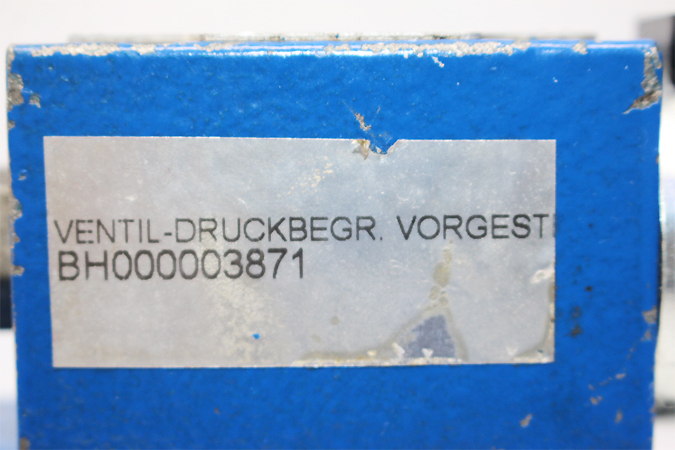 VENTIL-DRUCKBEGR. VORGEST
BH000003871